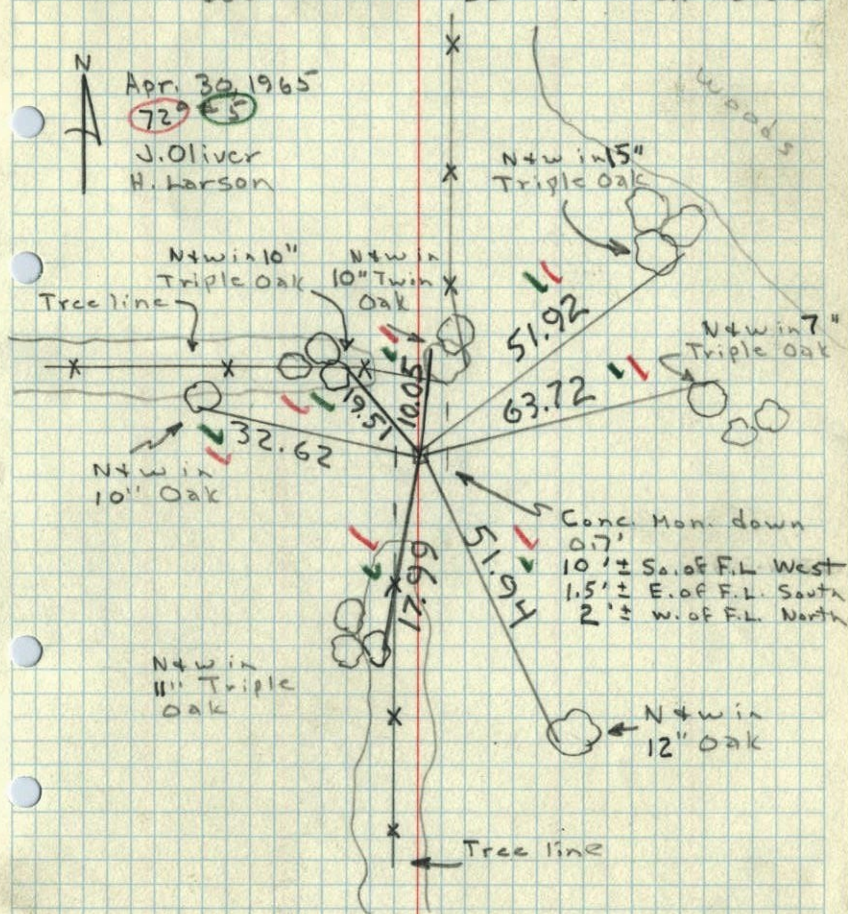 N
Apr. 30, 1965
72° + 5
J. Oliver
H. Larson
Woods
N+w in 15"
Triple Oak
N+w in 10"
Triple Oak
N+w in
10" Twin
Oak
Tree line
51.92
N+w in 7"
Triple Oak
63.72
10.05
19.51
32.62
N+w in
10" Oak
Conc. Mon. down
0.7'
10'± So. of F.L. West
1.5'± E. of F.L. South
2'± W. of F.L. North
51.94
17.99
N+w in
11" Triple
Oak
N+w in
12" Oak
Tree line